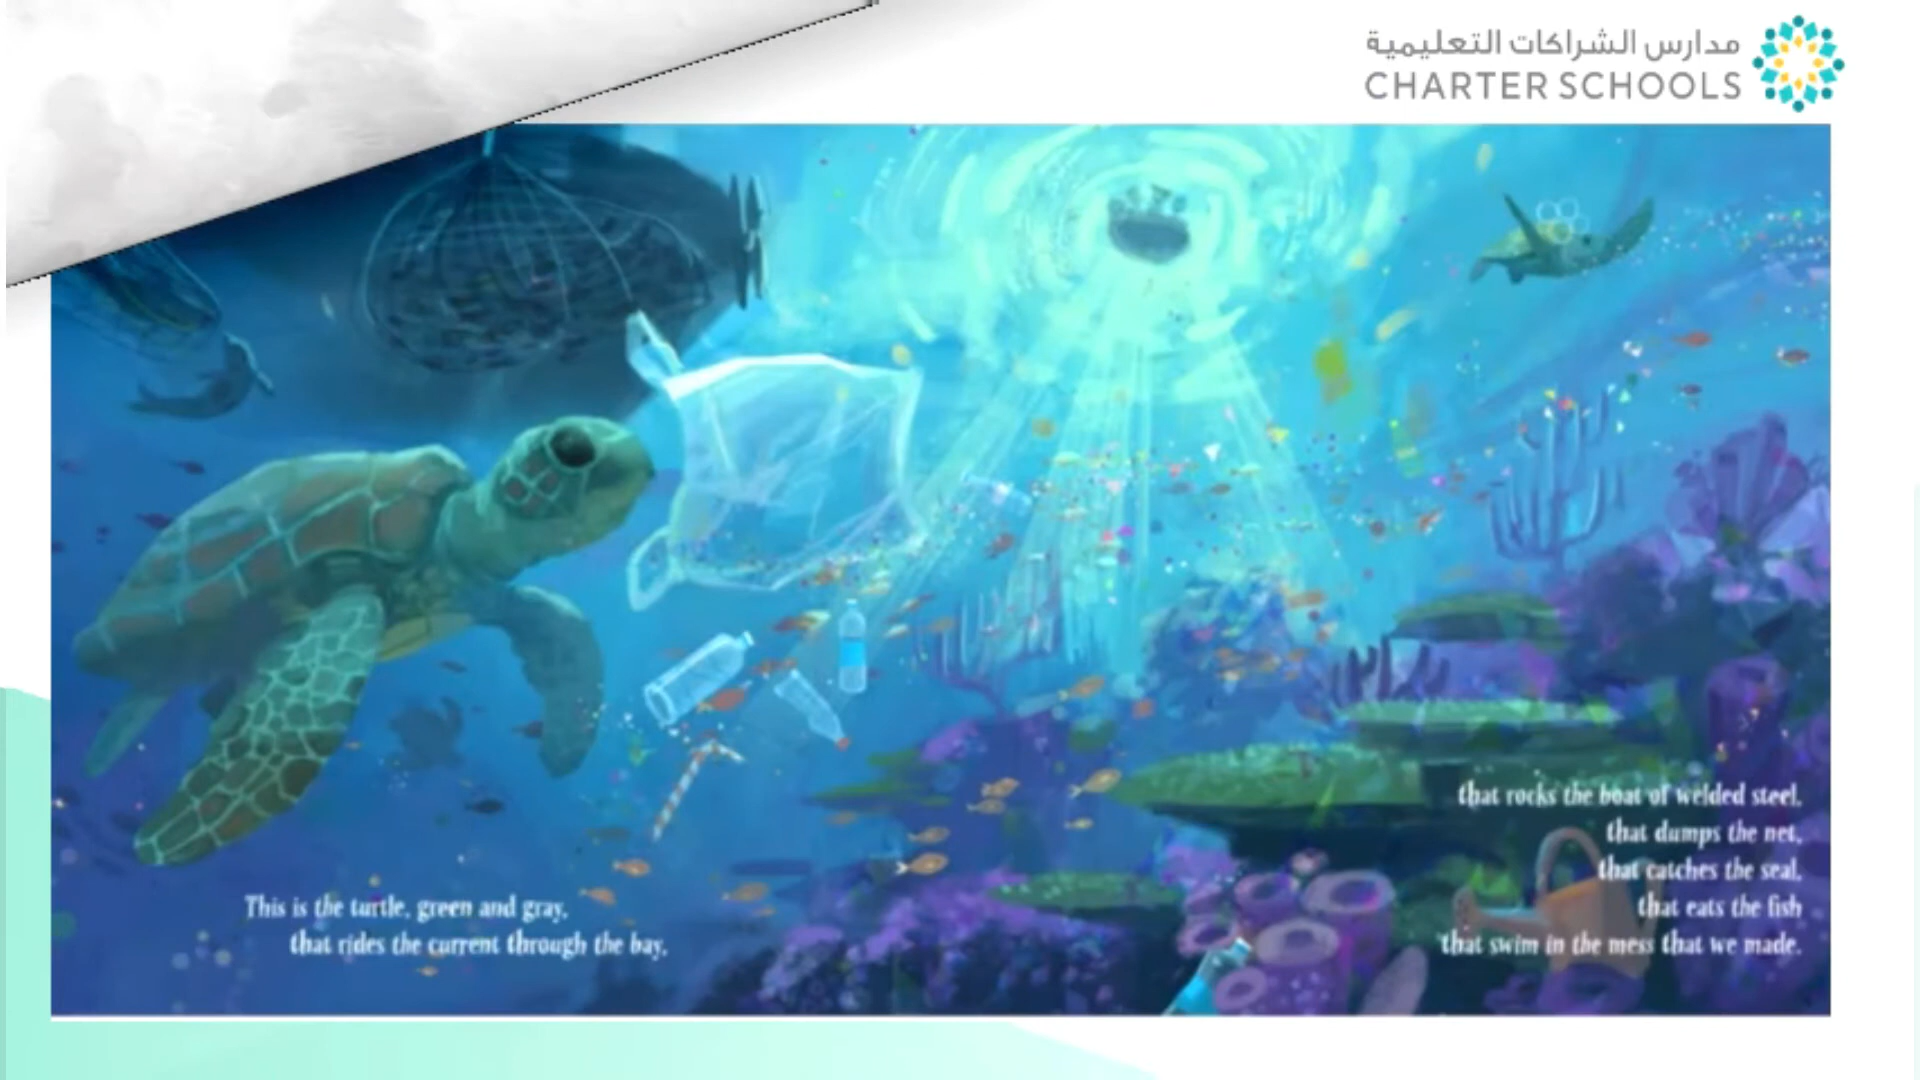 مدارس الشراكات التعليمية
CHARTER SCHOOLS
This is the turtle, green and gray,
that rides the current through the bay,
that rocks the boat of welded steel,
that dumps the net,
that catches the seal,
that eats the fish
that swim in the mess that we made.